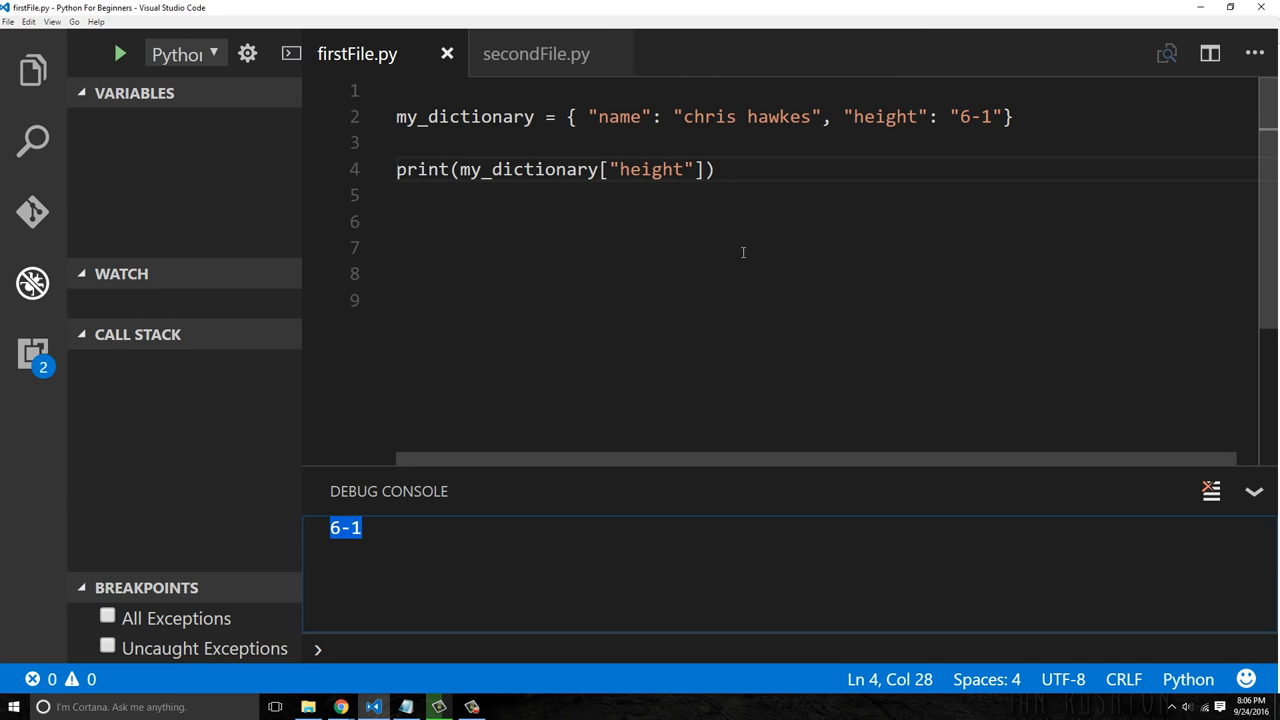 firstFile.py - Python For Beginners - Visual Studio Code
File Edit View Go Help
Python
firstFile.py
secondFile.py
VARIABLES
WATCH
CALL STACK
BREAKPOINTS
All Exceptions
Uncaught Exceptions
2
1
2 my_dictionary = { "name": "chris hawkes", "height": "6-1"}
3
4 print(my_dictionary["height"])
5
6
7
8
9
DEBUG CONSOLE
6-1
0 0
Ln 4, Col 28 Spaces: 4 UTF-8 CRLF Python
I'm Cortana. Ask me anything.
8:06 PM
9/24/2016